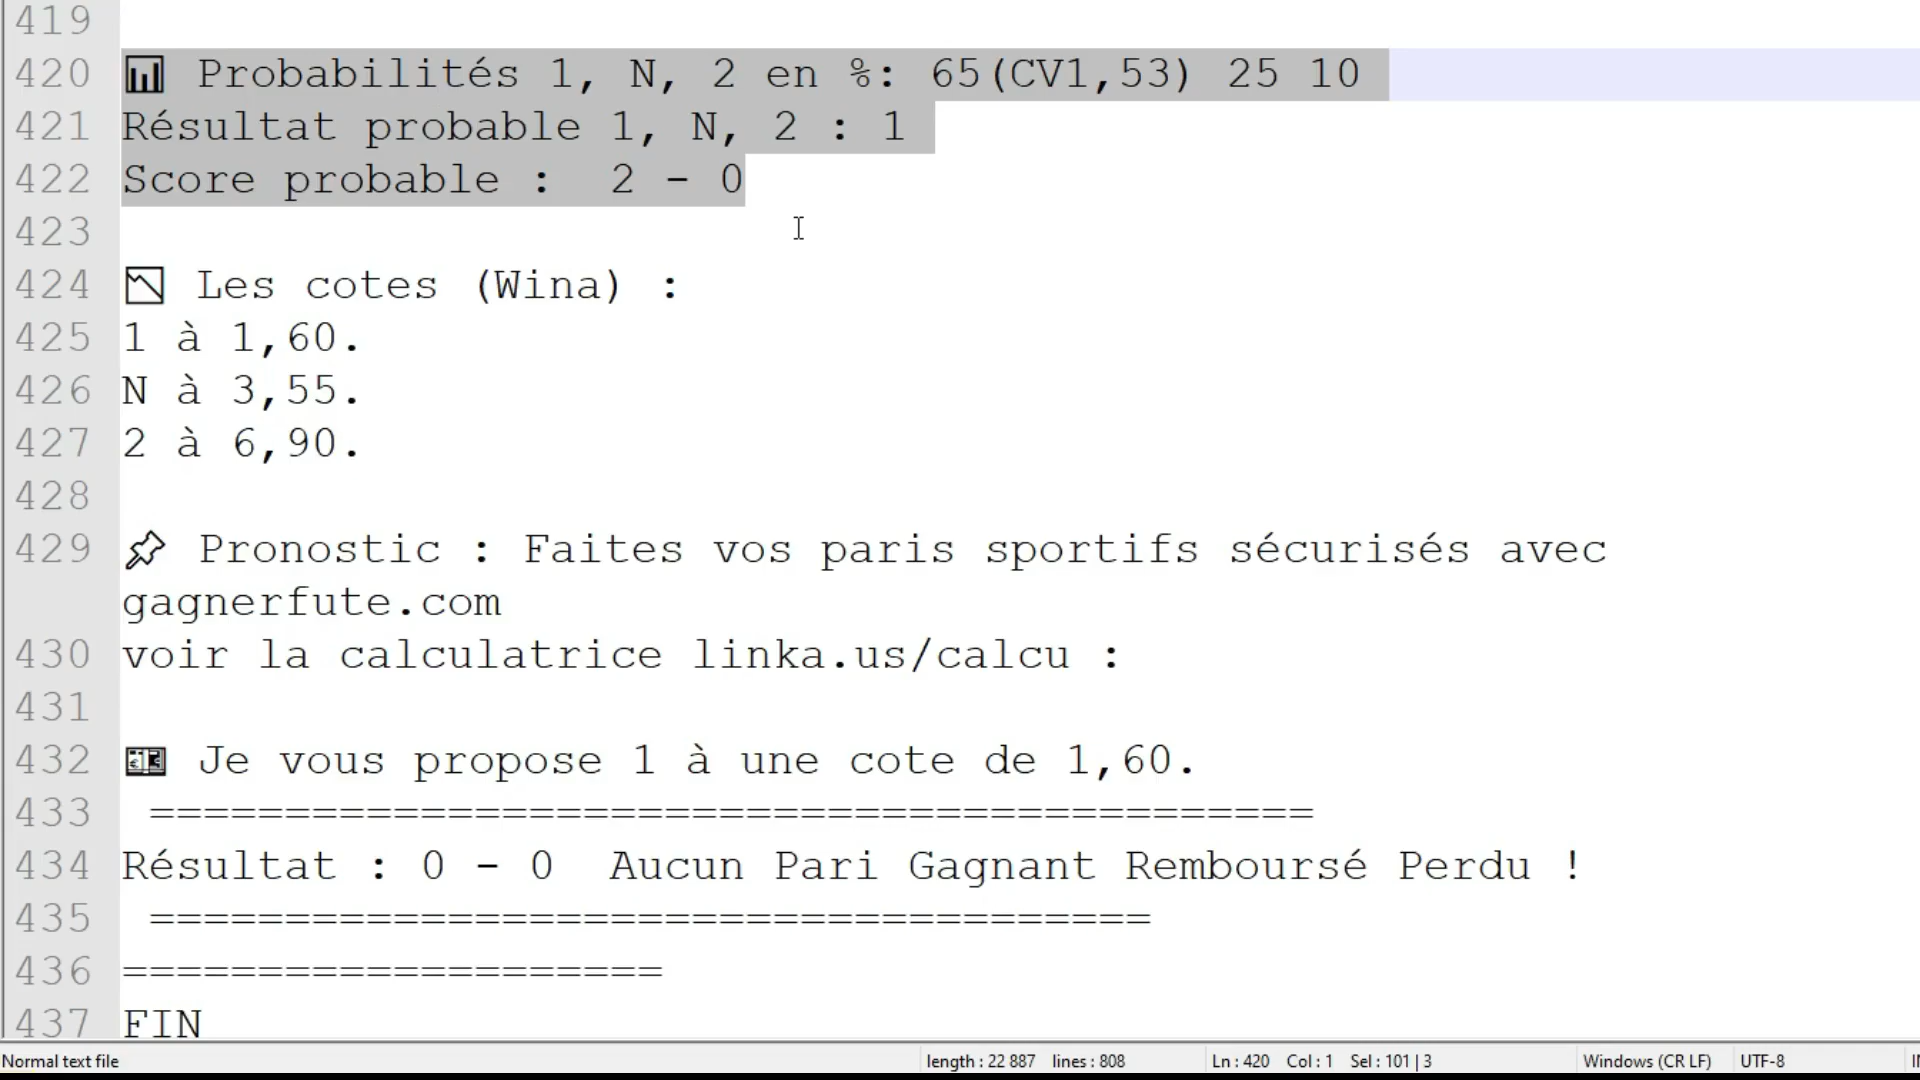 419
420 📊 Probabilités 1, N, 2 en %: 65(CV1,53) 25 10
421 Résultat probable 1, N, 2 : 1
422 Score probable :  2 - 0
423
424 📉 Les cotes (Wina) :
425 1 à 1,60.
426 N à 3,55.
427 2 à 6,90.
428
429 📌 Pronostic : Faites vos paris sportifs sécurisés avec
gagnerfute.com
430 voir la calculatrice linka.us/calcu :
431
432 💶 Je vous propose 1 à une cote de 1,60.
433  ===========================================
434 Résultat : 0 - 0  Aucun Pari Gagnant Remboursé Perdu !
435  =====================================
436 ====================
437 FIN
Normal text file length : 22 887 lines : 808 Ln : 420 Col : 1 Sel : 101 | 3 Windows (CR LF) UTF-8